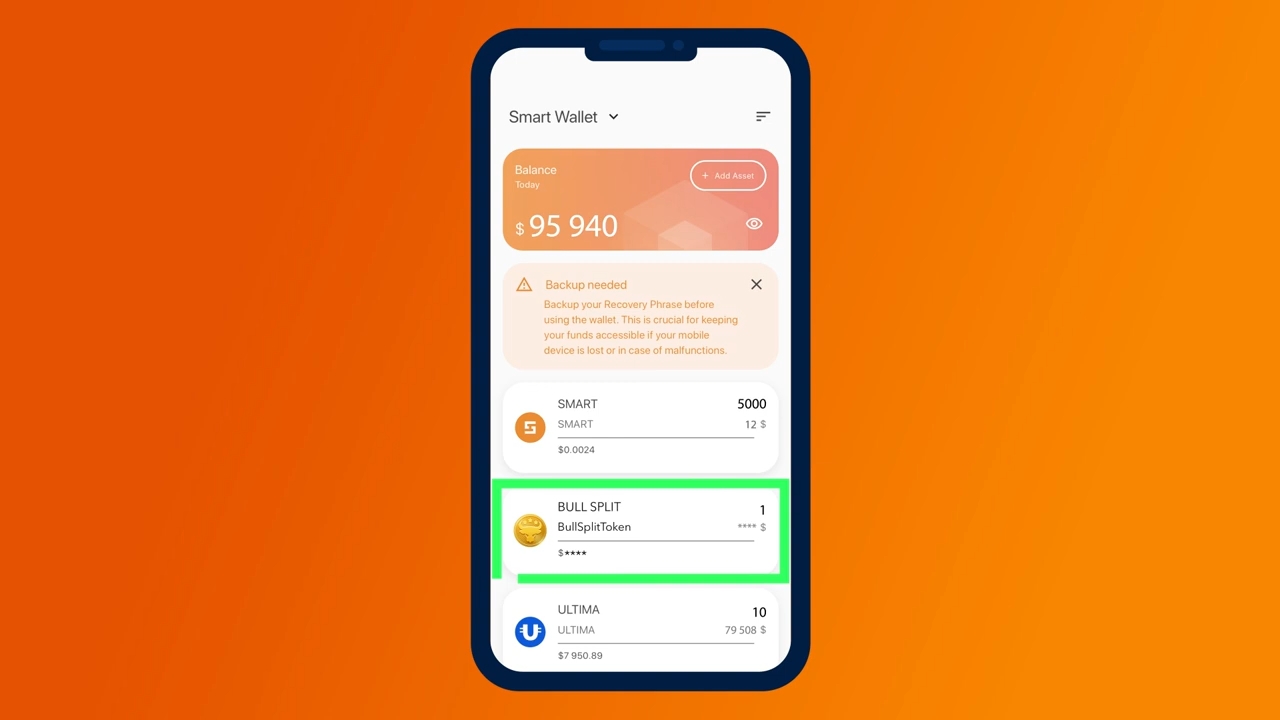 Smart Wallet
Balance
Today
+ Add Asset
$ 95 940
Backup needed
Backup your Recovery Phrase before
using the wallet. This is crucial for keeping
your funds accessible if your mobile
device is lost or in case of malfunctions.
SMART 5000
SMART 12 $
$0.0024
BULL SPLIT 1
BullSplitToken **** $
$****
ULTIMA 10
ULTIMA 79 508 $
$7 950.89